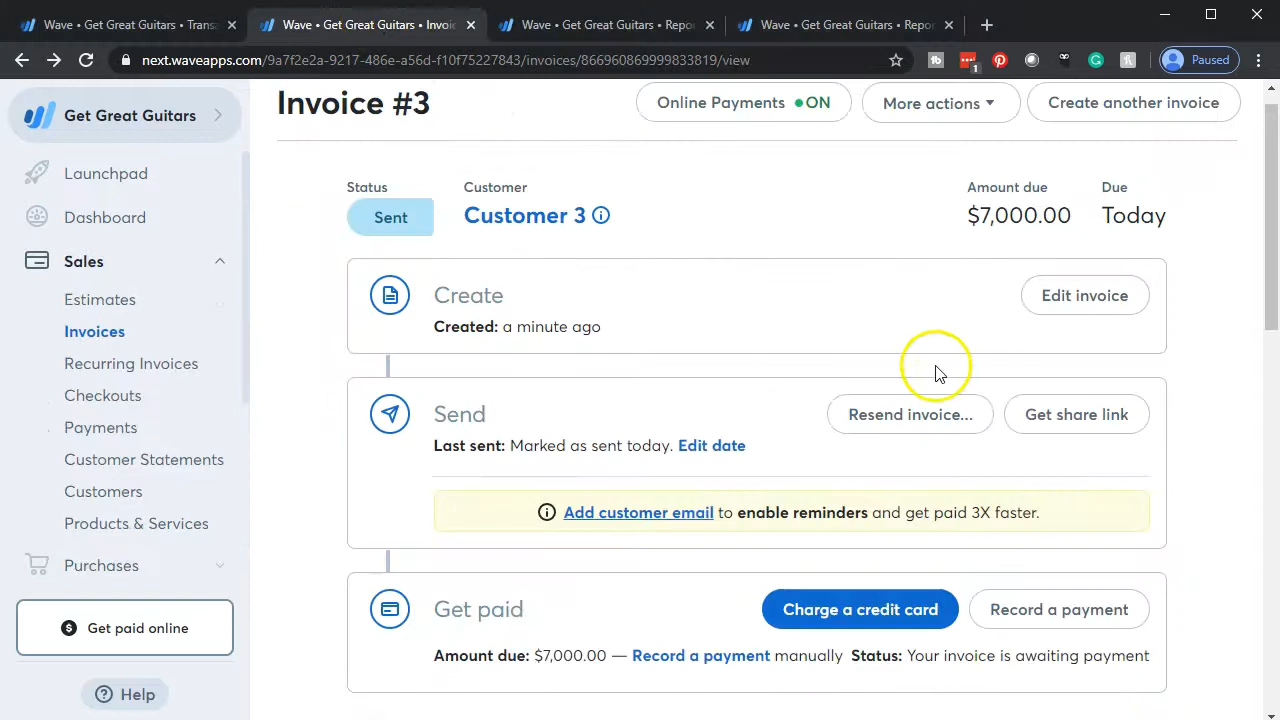 Wave • Get Great Guitars • Transa
Wave • Get Great Guitars • Invoic
Wave • Get Great Guitars • Repor
Wave • Get Great Guitars • Repor
next.waveapps.com/a7f2e2a-9217-486e-a56d-f10f75227843/invoices/866960869999833819/view
1
Paused
Get Great Guitars
Launchpad
Dashboard
Sales
Estimates
Invoices
Recurring Invoices
Checkouts
Payments
Customer Statements
Customers
Products & Services
Purchases
$ Get paid online
? Help
Invoice #3
Online Payments • ON
More actions
Create another invoice
Status
Customer
Amount due
Due
Sent
Customer 3
$7,000.00
Today
Create
Edit invoice
Created: a minute ago
Send
Resend invoice...
Get share link
Last sent: Marked as sent today. Edit date
Add customer email to enable reminders and get paid 3X faster.
Get paid
Charge a credit card
Record a payment
Amount due: $7,000.00 — Record a payment manually Status: Your invoice is awaiting payment